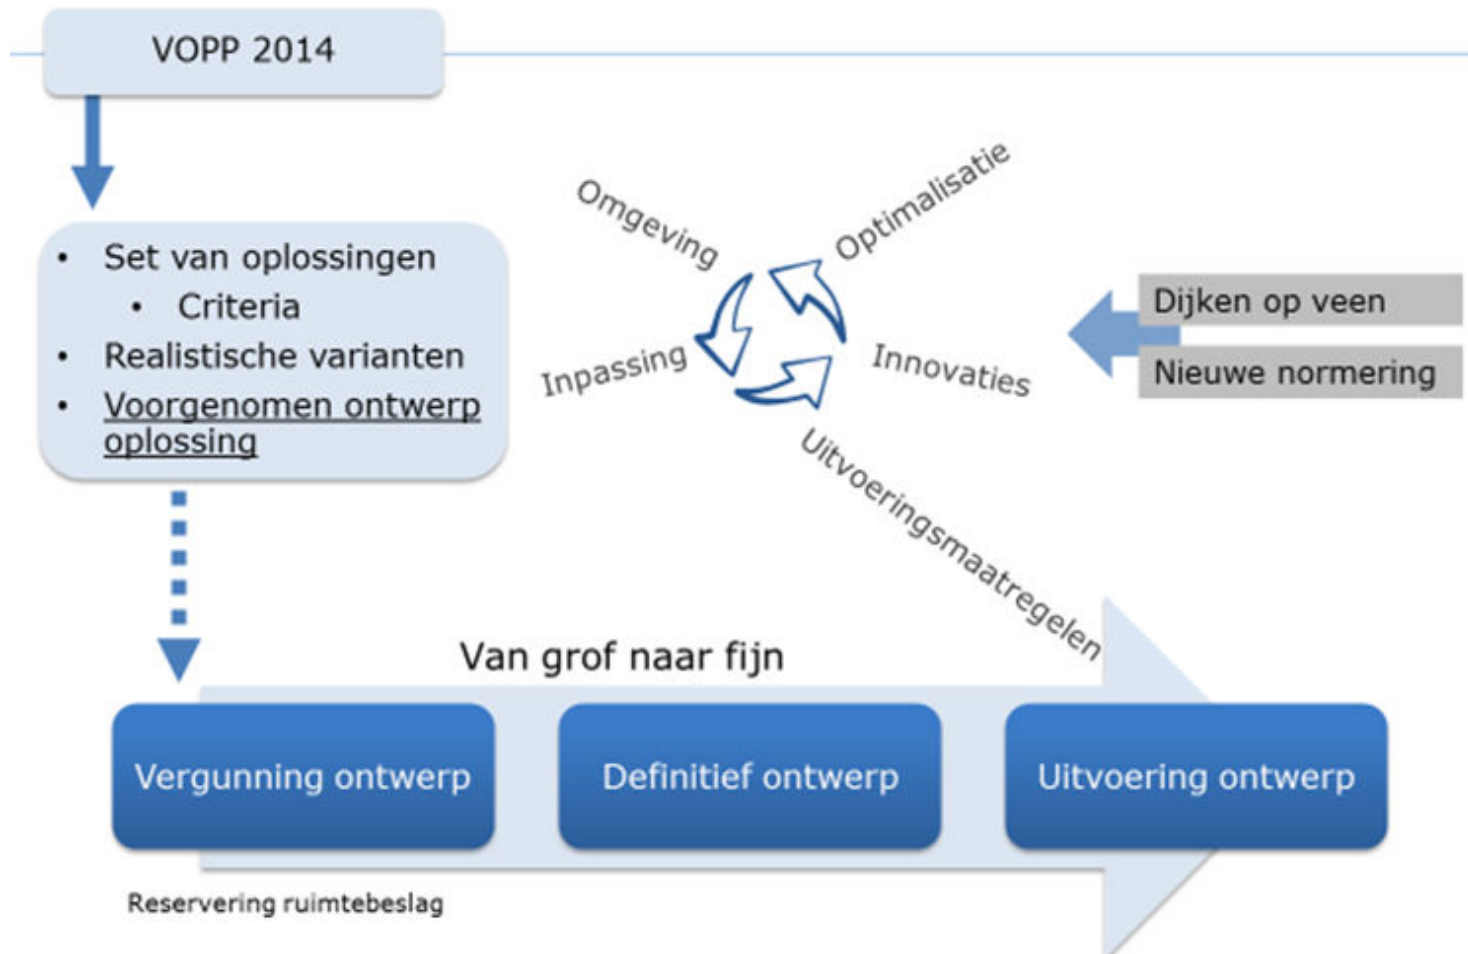 VOPP 2014
• Set van oplossingen
• Criteria
• Realistische varianten
• Voorgenomen ontwerp
oplossing
Omgeving
Optimalisatie
Inpassing
Innovaties
Uitvoeringsmaatregelen
Dijken op veen
Nieuwe normering
Van grof naar fijn
Vergunning ontwerp
Definitief ontwerp
Uitvoering ontwerp
Reservering ruimtebeslag